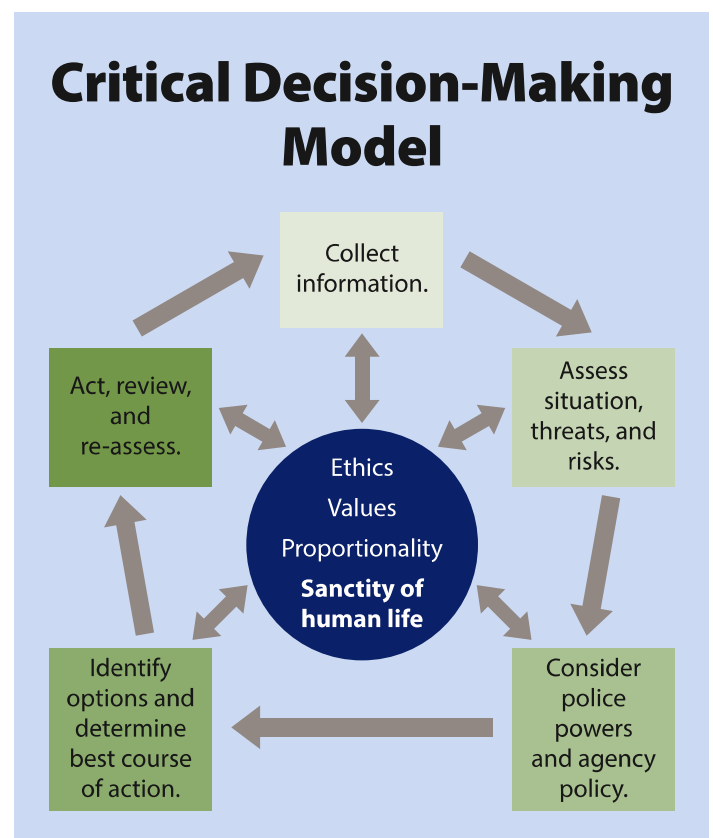 Critical Decision-Making
Model
Collect
information.
Assess
situation,
threats, and
risks.
Consider
police
powers
and agency
policy.
Identify
options and
determine
best course
of action.
Act, review,
and
re-assess.
Ethics
Values
Proportionality
Sanctity of
human life